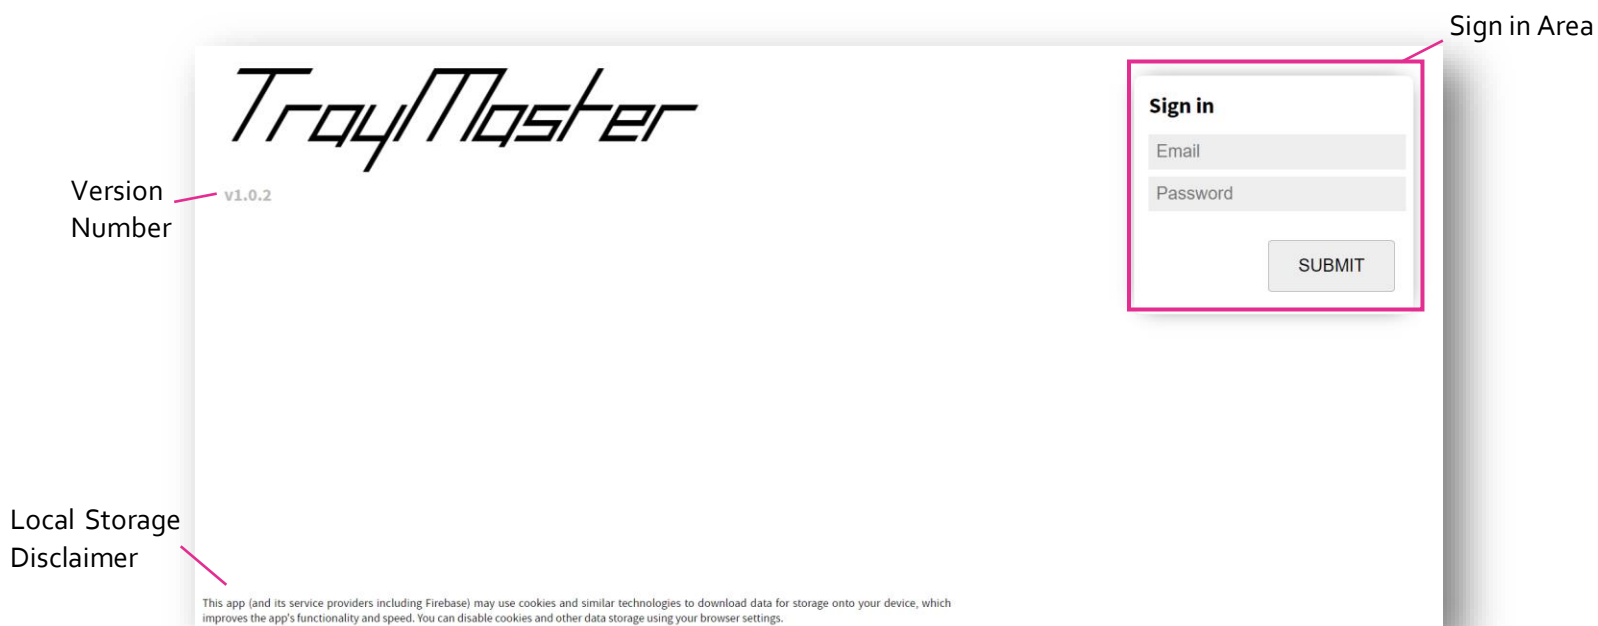 Sign in Area
TrayMaster
Sign in
Email
Version
Number
v1.0.2
Password
SUBMIT
Local Storage
Disclaimer
This app (and its service providers including Firebase) may use cookies and similar technologies to download data for storage onto your device, which
improves the app's functionality and speed. You can disable cookies and other data storage using your browser settings.